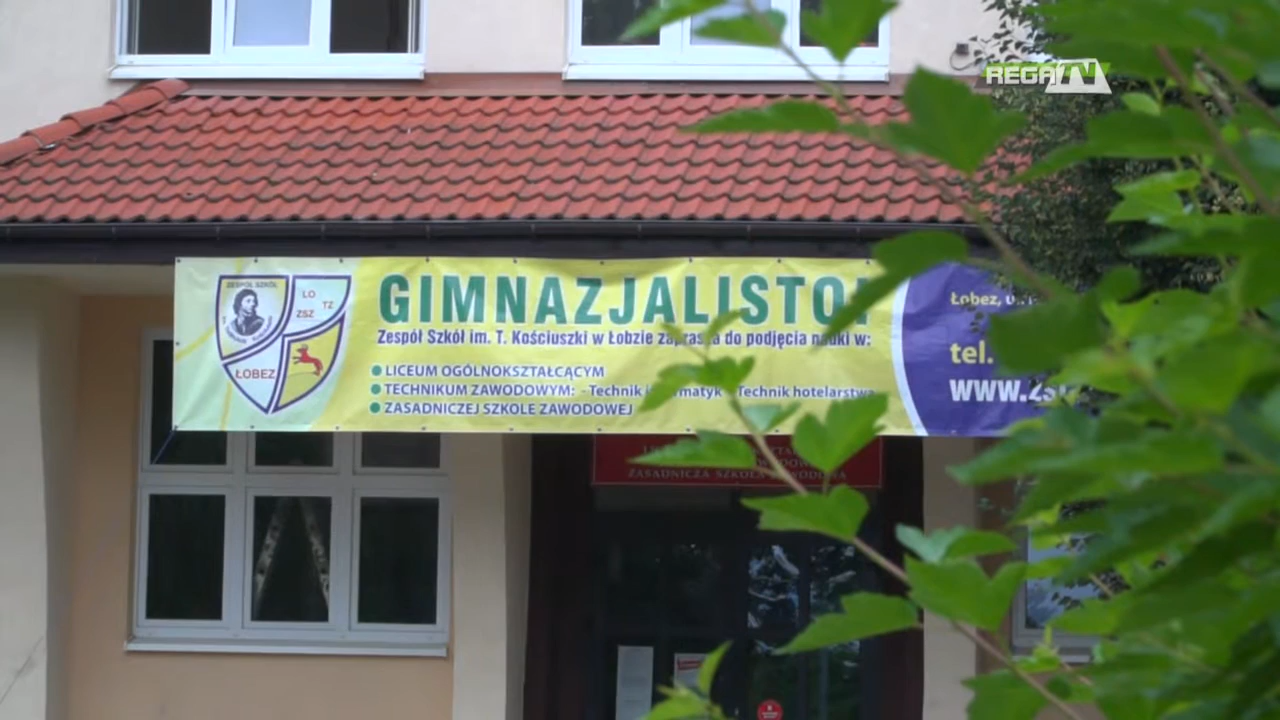 REGA TV
GIMNAZJALISTO!
Zespół Szkół im. T. Kościuszki w Łobzie zaprasza do podjęcia nauki w:
LICEUM OGÓLNOKSZTAŁCĄCYM
TECHNIKUM ZAWODOWYM: - Technik informatyk - Technik hotelarstwa
ZASADNICZEJ SZKOLE ZAWODOWEJ
ZESPÓŁ SZKÓŁ
LO
ZSZ TZ
ŁOBEZ
Łobez,
tel.
www.
ZASADNICZA SZKOŁA ZAWODOWA